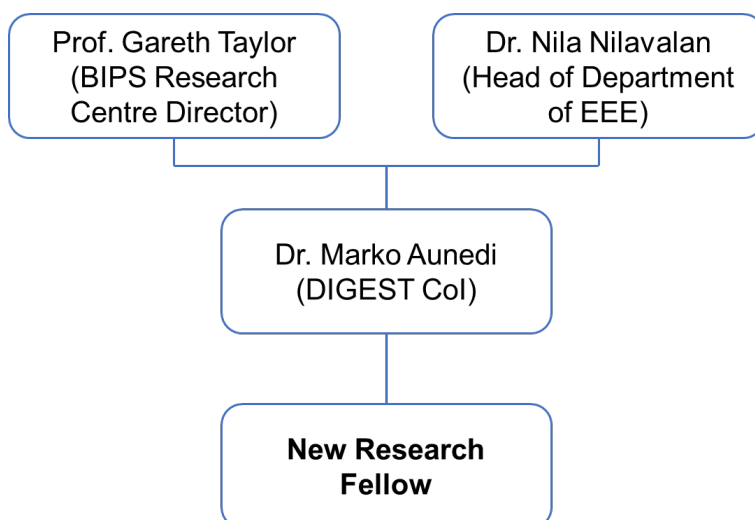 Prof. Gareth Taylor
(BIPS Research
Centre Director)
Dr. Nila Nilavalan
(Head of Department
of EEE)
Dr. Marko Aunedi
(DIGEST CoI)
New Research
Fellow